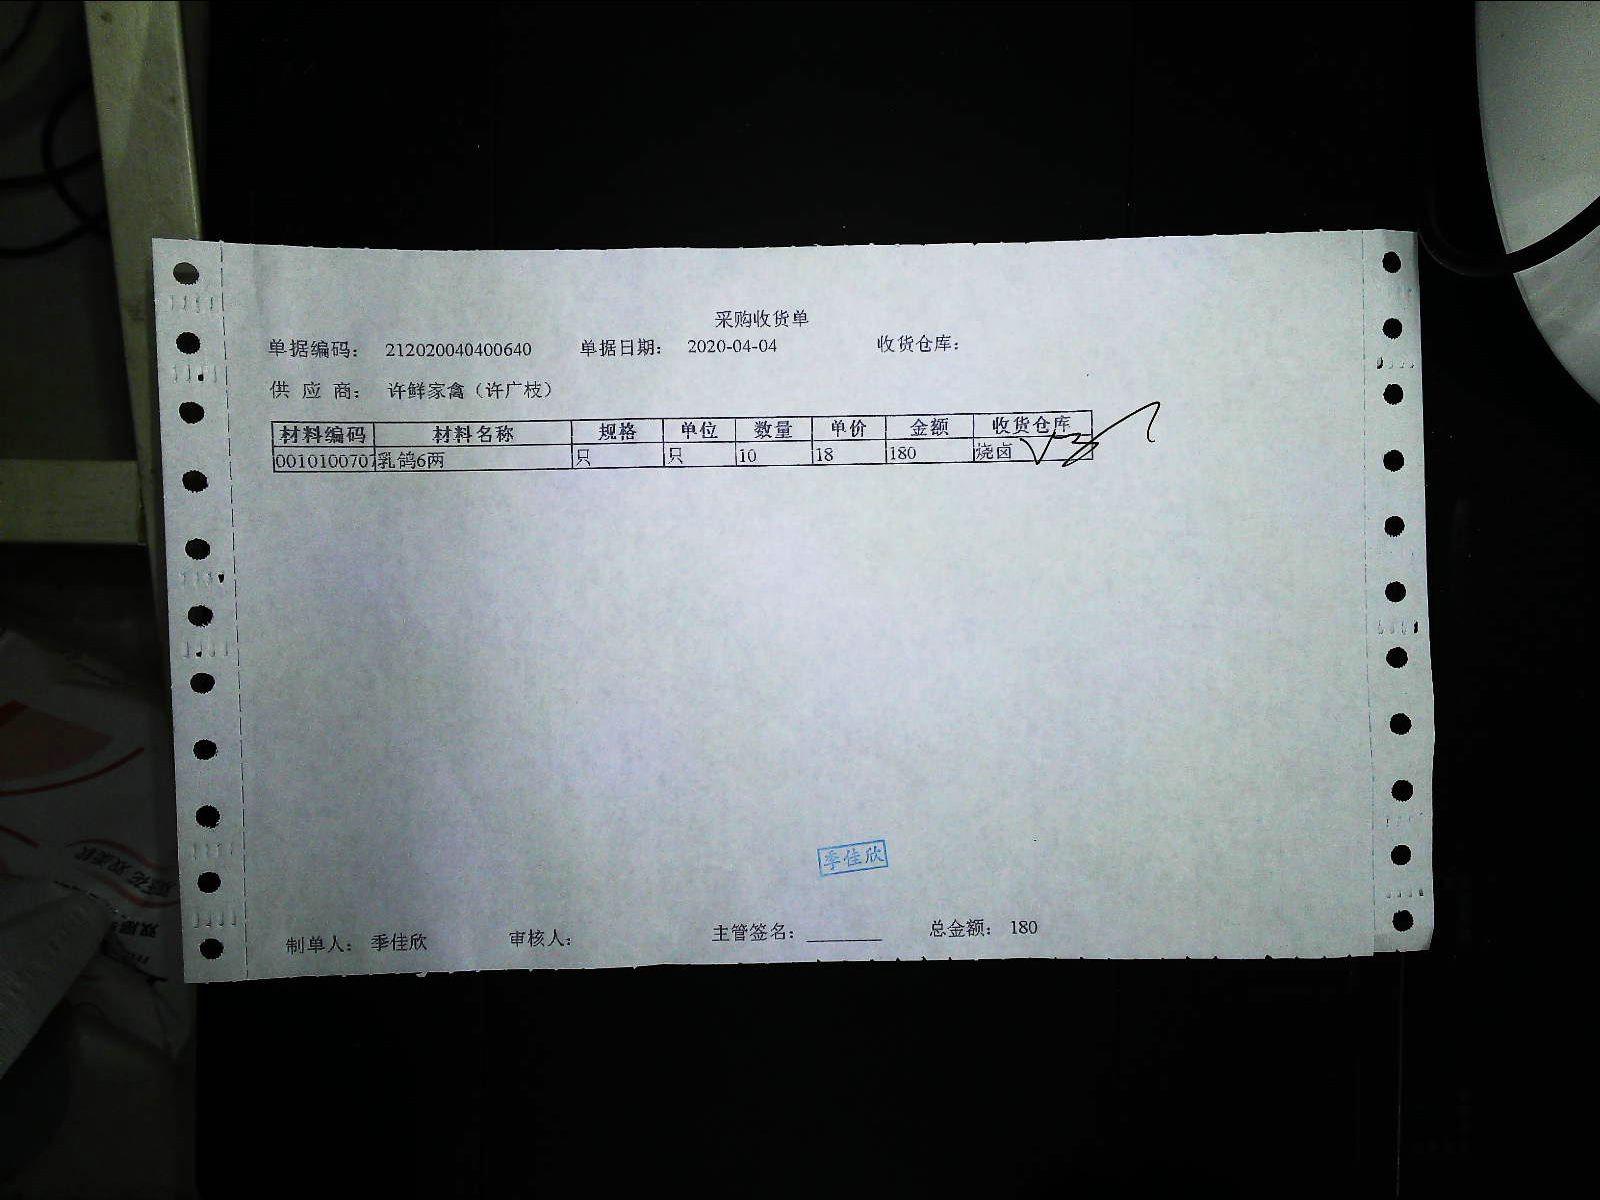 采购收货单
单据编码： 212020040400640 单据日期： 2020-04-04 收货仓库：
供 应 商： 许鲜家禽（许广枝）
材料编码 材料名称 规格 单位 数量 单价 金额 收货仓库
0010100707 乳鸽6两 只 只 10 18 180 烧卤
季佳欣
制单人： 季佳欣 审核人： 主管签名：________ 总金额： 180